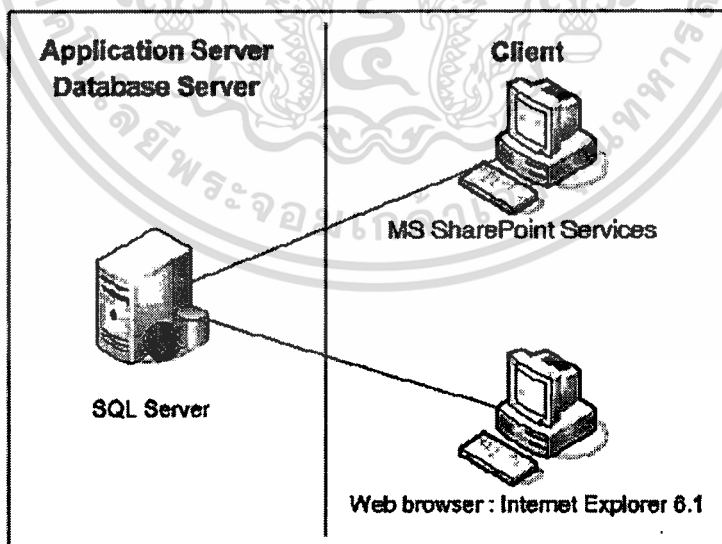 Application Server
Database Server
Client
MS SharePoint Services
SQL Server
Web browser : Internet Explorer 6.1